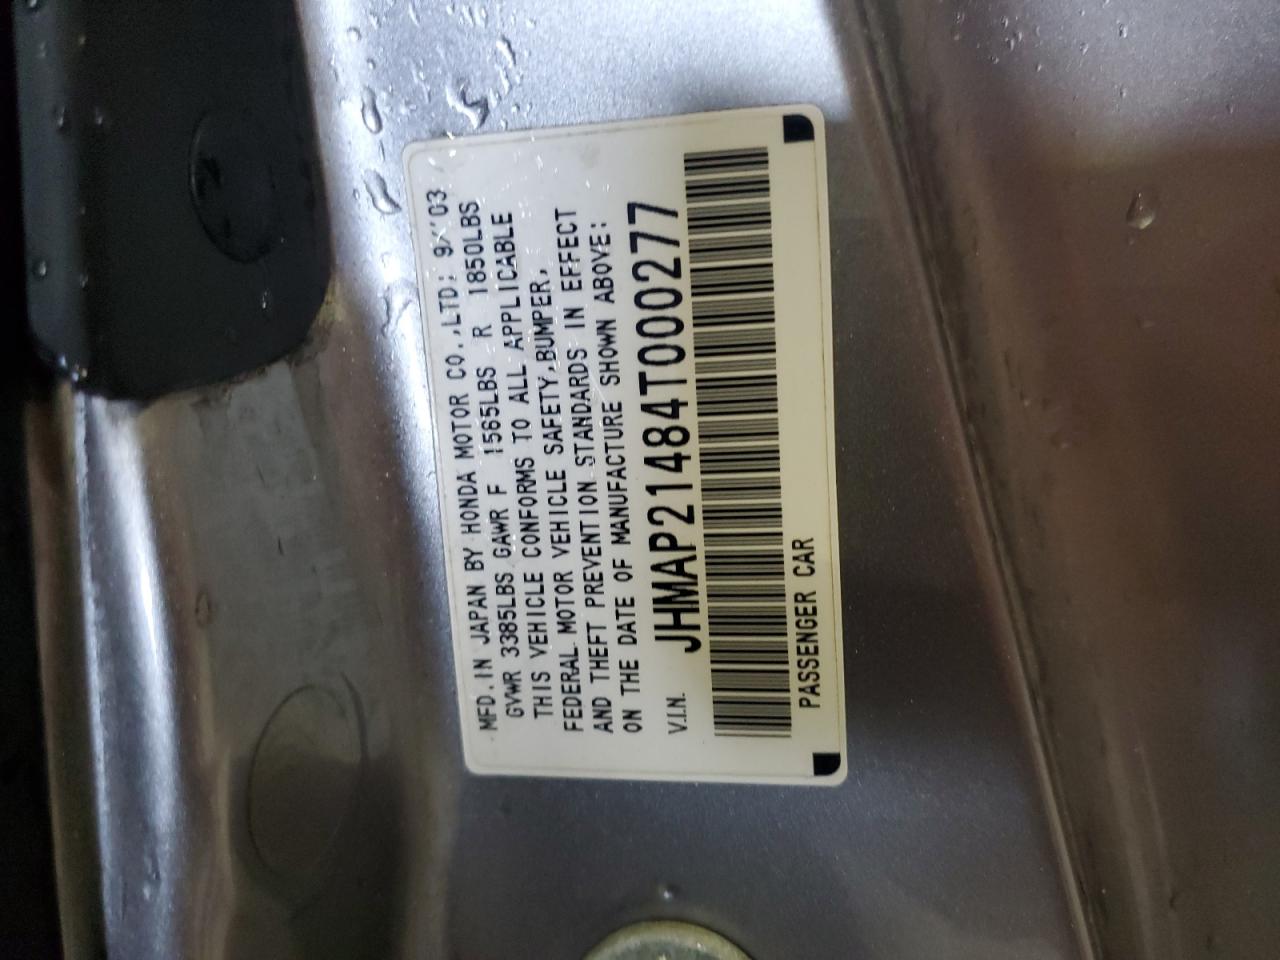 MFD. IN JAPAN BY HONDA MOTOR CO.,LTD; 9/'03
GVWR 3385LBS GAWR F 1565LBS R 1850LBS
THIS VEHICLE CONFORMS TO ALL APPLICABLE
FEDERAL MOTOR VEHICLE SAFETY,BUMPER,
AND THEFT PREVENTION STANDARDS IN EFFECT
ON THE DATE OF MANUFACTURE SHOWN ABOVE:
V.I.N. JHMAP21484T000277
PASSENGER CAR